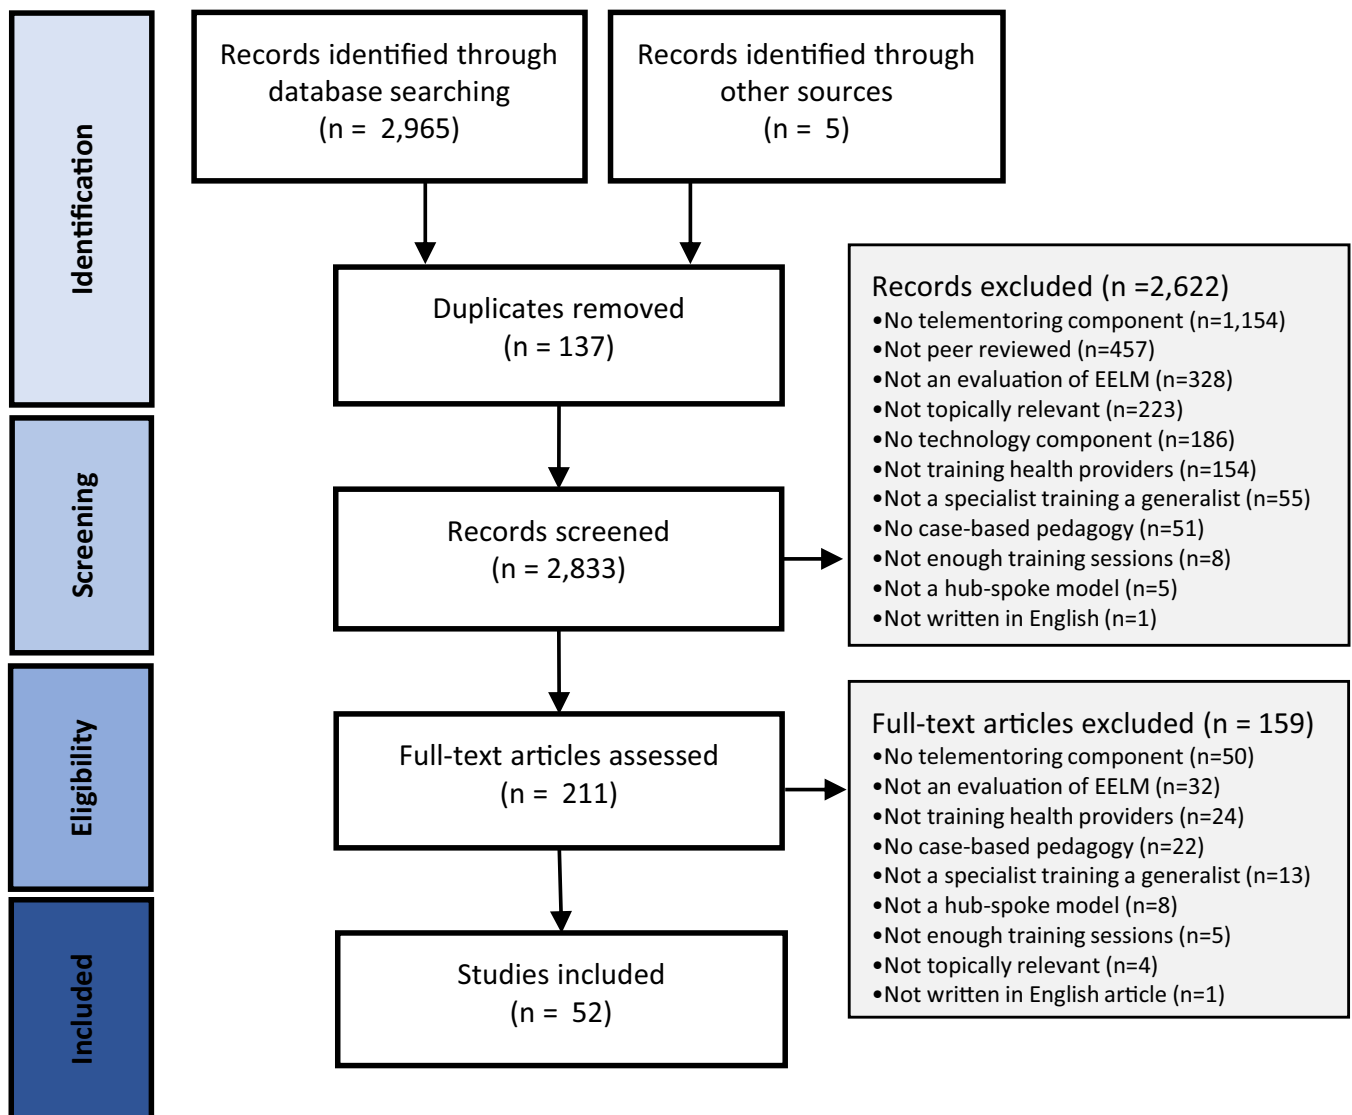 Identification
Records identified through
database searching
(n = 2,965)
Records identified through
other sources
(n = 5)
Duplicates removed
(n = 137)
Records excluded (n =2,622)
•No telementoring component (n=1,154)
•Not peer reviewed (n=457)
•Not an evaluation of EELM (n=328)
•Not topically relevant (n=223)
•No technology component (n=186)
•Not training health providers (n=154)
•Not a specialist training a generalist (n=55)
•No case-based pedagogy (n=51)
•Not enough training sessions (n=8)
•Not a hub-spoke model (n=5)
•Not written in English (n=1)
Screening
Records screened
(n = 2,833)
Eligibility
Full-text articles assessed
(n = 211)
Full-text articles excluded (n = 159)
•No telementoring component (n=50)
•Not an evaluation of EELM (n=32)
•Not training health providers (n=24)
•No case-based pedagogy (n=22)
•Not a specialist training a generalist (n=13)
•Not a hub-spoke model (n=8)
•Not enough training sessions (n=5)
•Not topically relevant (n=4)
•Not written in English article (n=1)
Included
Studies included
(n = 52)